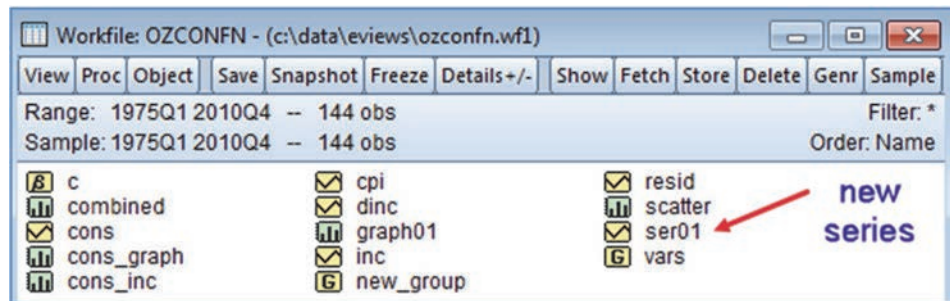 Workfile: OZCONFN - (c:\data\eviews\ozconfn.wf1)
View Proc Object Save Snapshot Freeze Details+/- Show Fetch Store Delete Genr Sample
Range: 1975Q1 2010Q4 -- 144 obs Filter: *
Sample: 1975Q1 2010Q4 -- 144 obs Order: Name
β c
combined
cons
cons_graph
cons_inc
cpi
dinc
graph01
inc
G new_group
resid
scatter
ser01
G vars
new
series